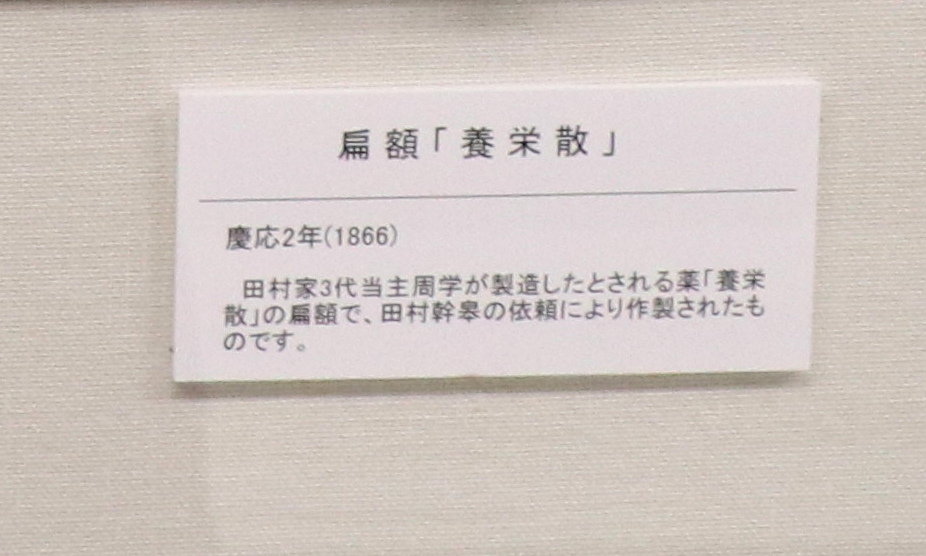 扁額「養栄散」
慶応2年(1866)
田村家3代当主周学が製造したとされる薬「養栄
散」の扁額で、田村幹皐の依頼により作製されたも
のです。